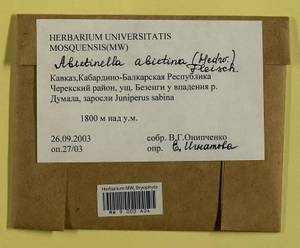 HERBARIUM UNIVERSITATIS
MOSQUENSIS(MW)
Abietinella abietina (Hedw.)
Fleisch.
Кавказ,Кабардино-Балкарская Республика
Черекский район, ущ. Безенги у впадения р.
Думала, заросли Juniperus sabina
1800 м над у.м.
26.09.2003
собр. В.Г.Онипченко
оп.27/03
опр. Е. Игнатова
Herbarium MW, Bryophyta